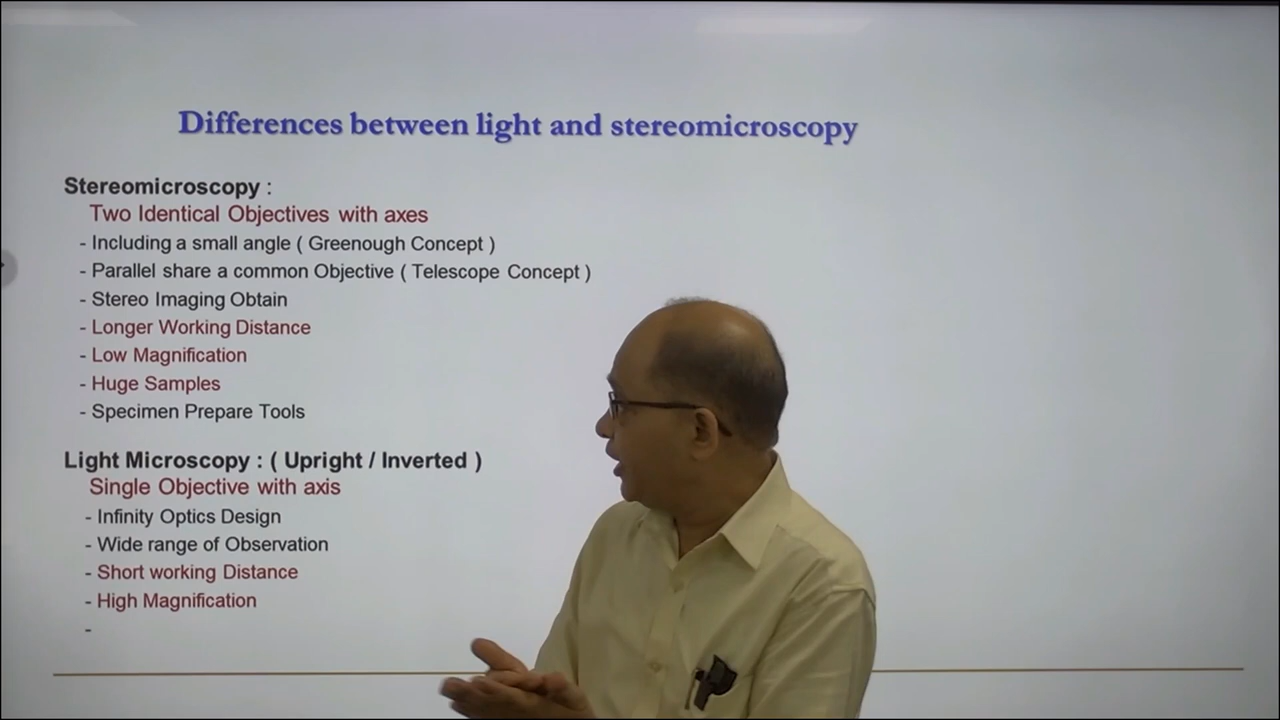 Differences between light and stereomicroscopy
Stereomicroscopy :
Two Identical Objectives with axes
- Including a small angle ( Greenough Concept )
- Parallel share a common Objective ( Telescope Concept )
- Stereo Imaging Obtain
- Longer Working Distance
- Low Magnification
- Huge Samples
- Specimen Prepare Tools
Light Microscopy : ( Upright / Inverted )
Single Objective with axis
- Infinity Optics Design
- Wide range of Observation
- Short working Distance
- High Magnification
-